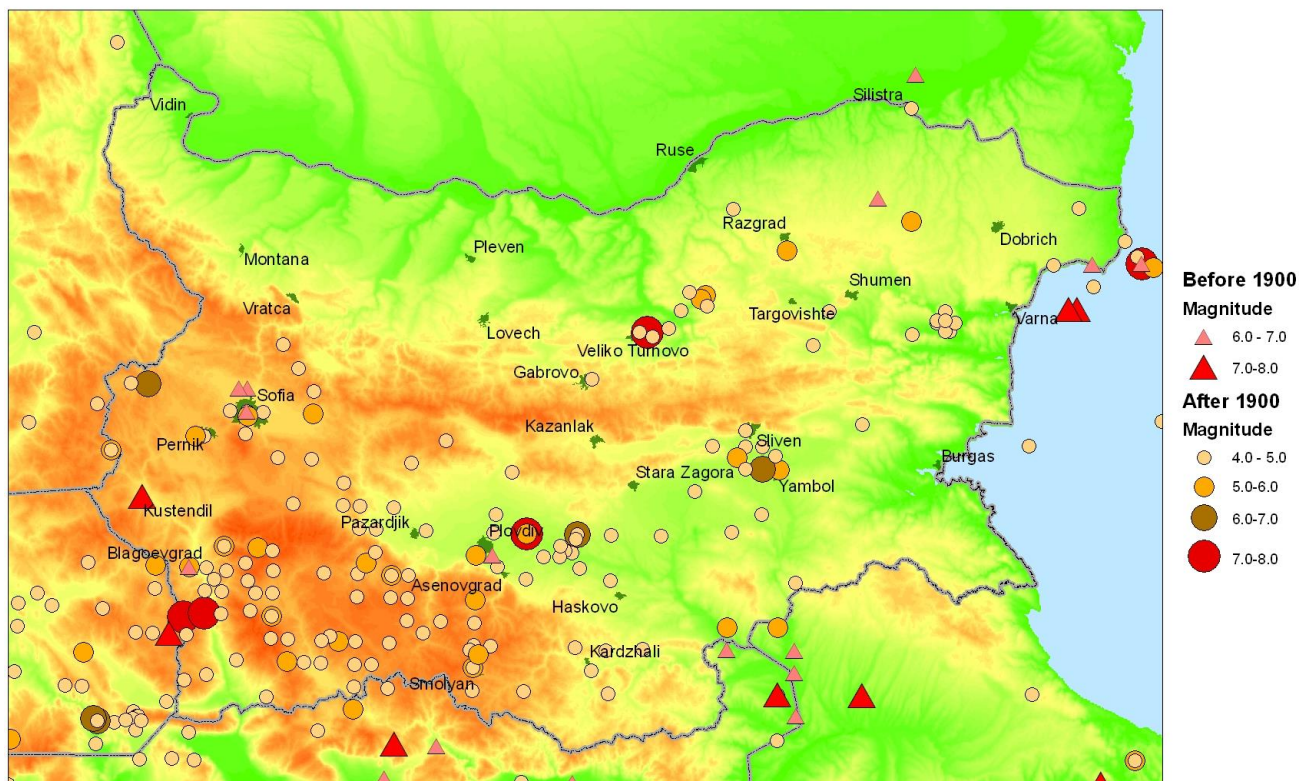 Vidin
Silistra
Ruse
Razgrad
Dobrich
Montana
Pleven
Shumen
Vratca
Lovech
Targovishte
Varna
Veliko Turnovo
Gabrovo
Sofia
Kazanlak
Pernik
Sliven
Burgas
Stara Zagora
Yambol
Kustendil
Pazardjik
Plovdiv
Blagoevgrad
Asenovgrad
Haskovo
Kardzhali
Smolyan
Before 1900
Magnitude
6.0 - 7.0
7.0-8.0
After 1900
Magnitude
4.0 - 5.0
5.0-6.0
6.0-7.0
7.0-8.0